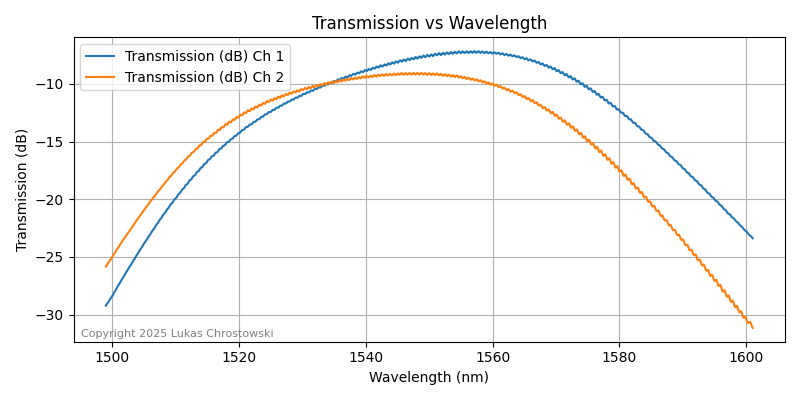 Transmission vs Wavelength
Transmission (dB) Ch 1
Transmission (dB) Ch 2
Transmission (dB)
−10
−15
−20
−25
−30
Copyright 2025 Lukas Chrostowski
1500 1520 1540 1560 1580 1600
Wavelength (nm)